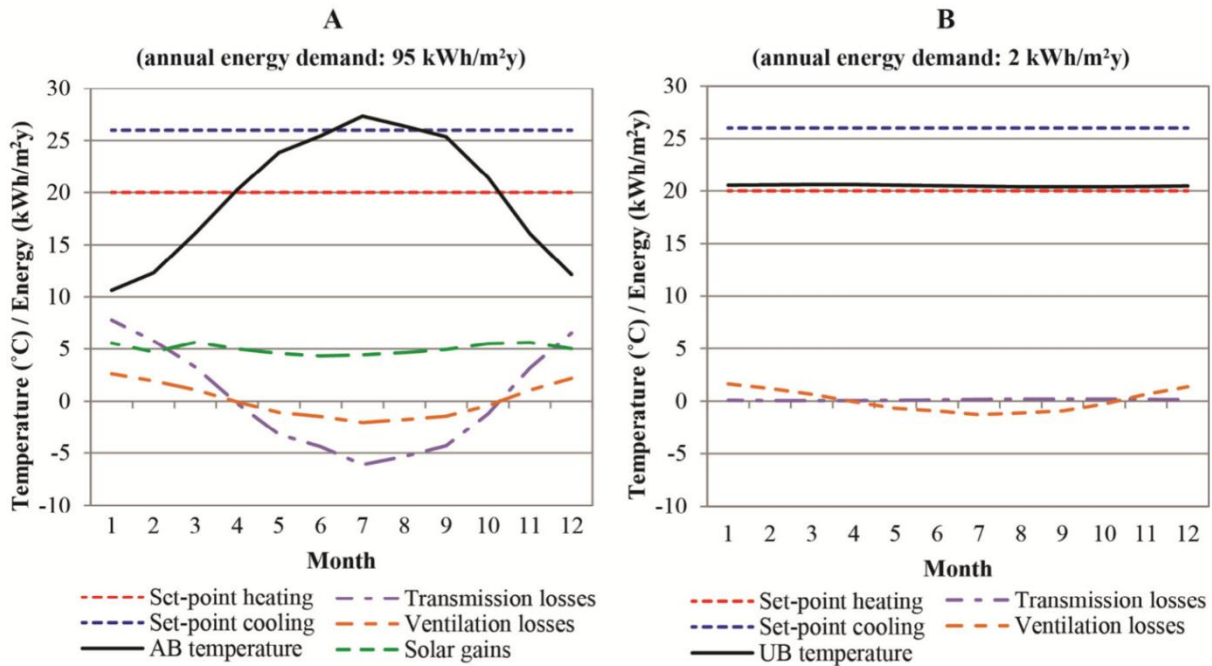 A
(annual energy demand: 95 kWh/m²y)
Temperature (˚C) / Energy (kWh/m²y)
30
25
20
15
10
5
0
-5
-10
1 2 3 4 5 6 7 8 9 10 11 12
Month
Set-point heating
Set-point cooling
AB temperature
Transmission losses
Ventilation losses
Solar gains
B
(annual energy demand: 2 kWh/m²y)
Temperature (˚C) / Energy (kWh/m²y)
30
25
20
15
10
5
0
-5
-10
1 2 3 4 5 6 7 8 9 10 11 12
Month
Set-point heating
Set-point cooling
UB temperature
Transmission losses
Ventilation losses